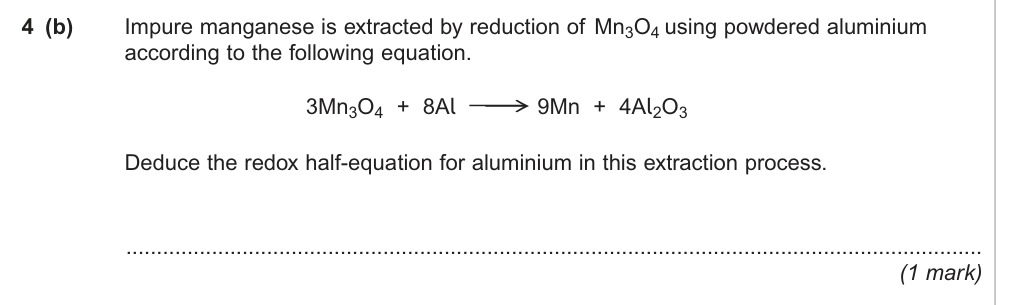 4 (b) Impure manganese is extracted by reduction of Mn₃O₄ using powdered aluminium
according to the following equation.
3Mn₃O₄ + 8Al ⟶ 9Mn + 4Al₂O₃
Deduce the redox half-equation for aluminium in this extraction process.
(1 mark)